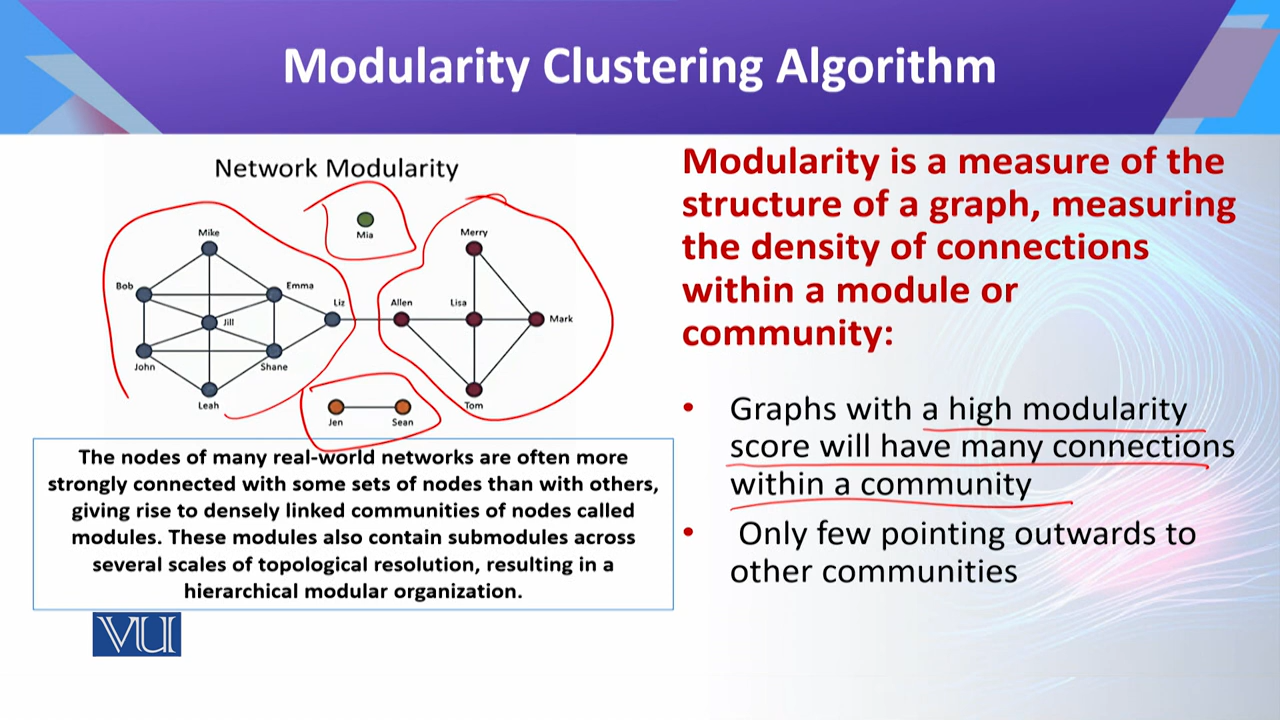 Modularity Clustering Algorithm
Network Modularity
Mia
Mike
Merry
Bob
Emma
Liz
Allen
Lisa
Mark
Jill
John
Shane
Leah
Tom
Jen
Sean
The nodes of many real-world networks are often more
strongly connected with some sets of nodes than with others,
giving rise to densely linked communities of nodes called
modules. These modules also contain submodules across
several scales of topological resolution, resulting in a
hierarchical modular organization.
VU
Modularity is a measure of the
structure of a graph, measuring
the density of connections
within a module or
community:
• Graphs with a high modularity
score will have many connections
within a community
• Only few pointing outwards to
other communities